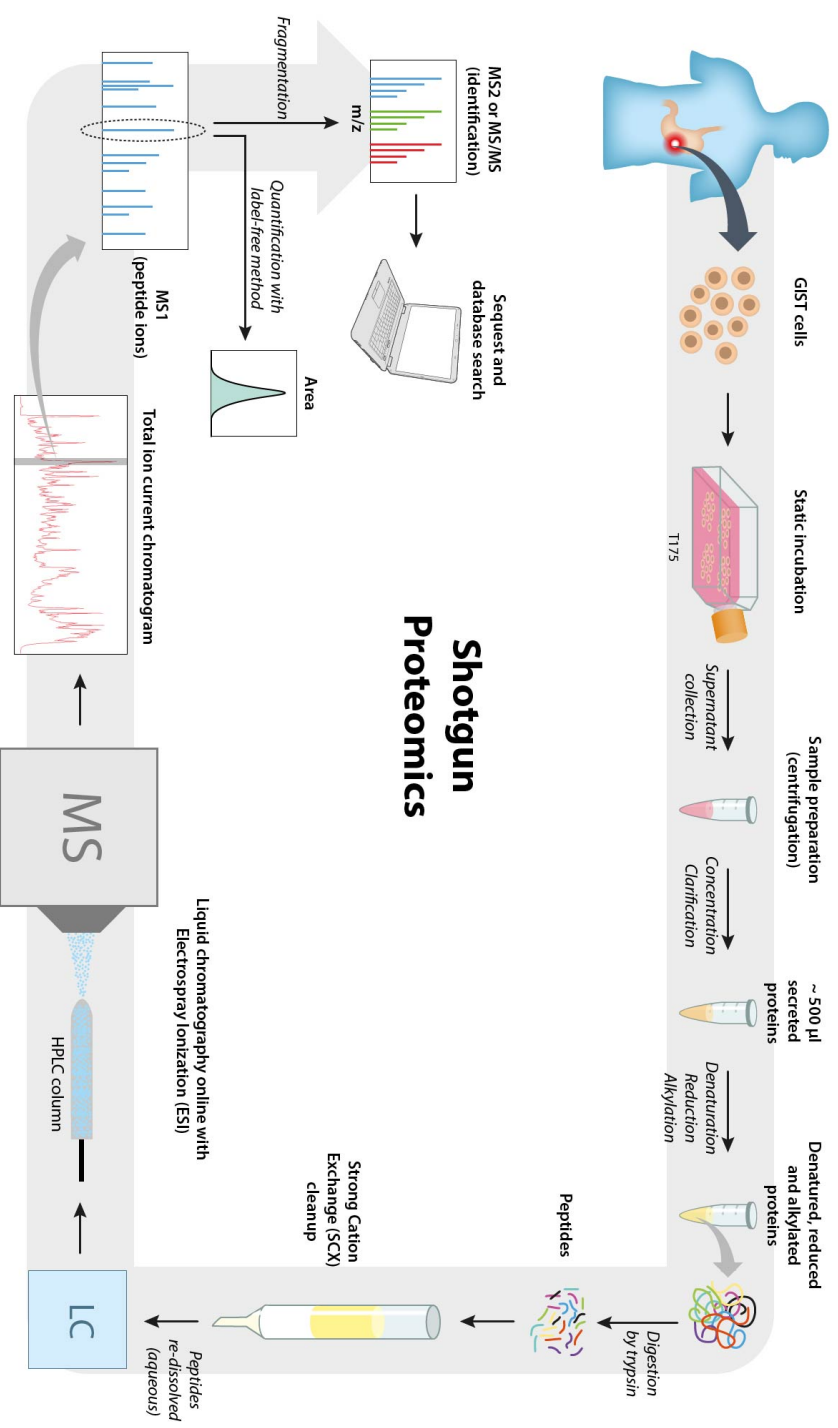 GIST cells
Static incubation
T175
Supernatant
collection
Sample preparation
(centrifugation)
Concentration
Clarification
~ 500 µl
secreted
proteins
Denaturation
Reduction
Alkylation
Denatured, reduced
and alkylated
proteins
Digestion
by trypsin
Peptides
Strong Cation
Exchange (SCX)
cleanup
Peptides
re-dissolved
(aqueous)
LC
HPLC column
Liquid chromatography online with
Electrospray Ionization (ESI)
MS
Total ion current chromatogram
MS1
(peptide ions)
Fragmentation
Quantification with
label-free method
Area
MS2 or MS/MS
(identification)
m/z
Sequest and
database search
Shotgun
Proteomics